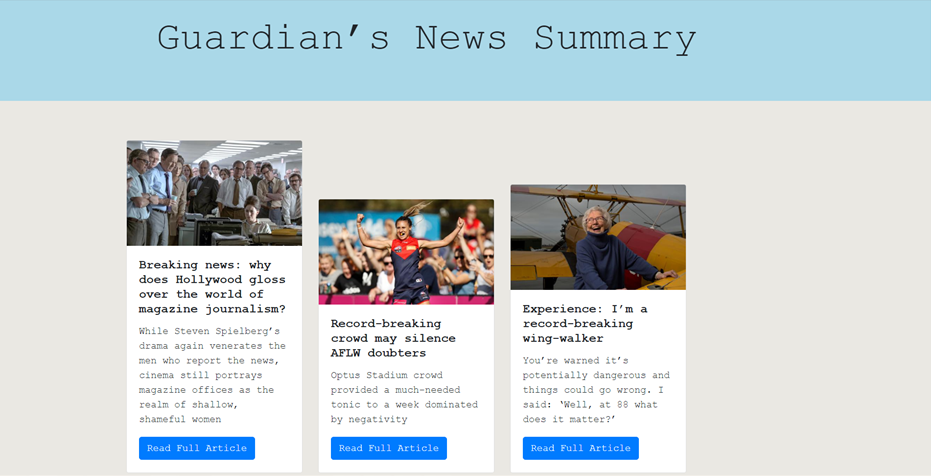 Guardian’s News Summary
Breaking news: why
does Hollywood gloss
over the world of
magazine journalism?
While Steven Spielberg’s
drama again venerates the
men who report the news,
cinema still portrays
magazine offices as the
realm of shallow,
shameful women
Read Full Article
Record-breaking
crowd may silence
AFLW doubters
Optus Stadium crowd
provided a much-needed
tonic to a week dominated
by negativity
Read Full Article
Experience: I’m a
record-breaking
wing-walker
You’re warned it’s
potentially dangerous and
things could go wrong. I
said: ‘Well, at 88 what
does it matter?’
Read Full Article